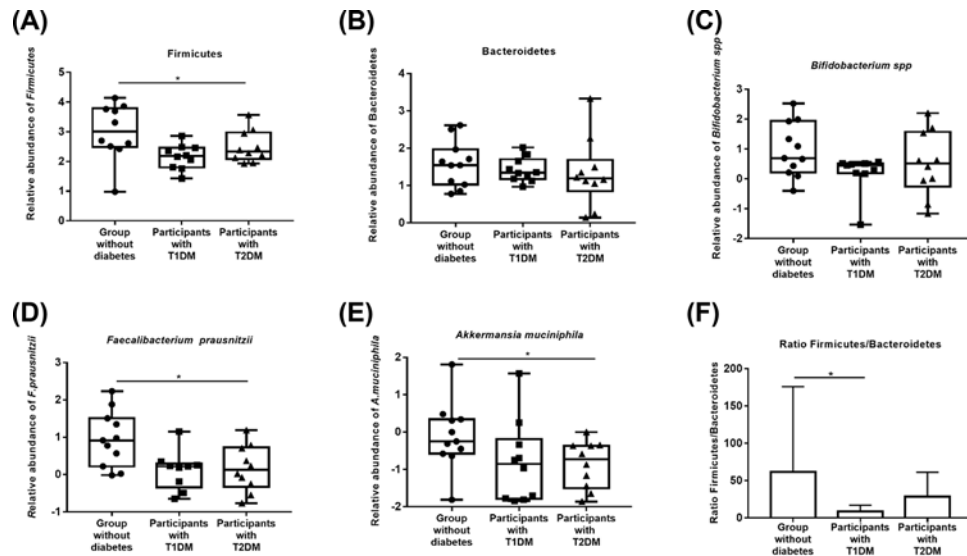 (A)
Firmicutes
*
Relative abundance of Firmicutes
5
4
3
2
1
0
Group without diabetes
Participants with T1DM
Participants with T2DM
(B)
Bacteroidetes
Relative abundance of Bacteroidetes
4
3
2
1
0
Group without diabetes
Participants with T1DM
Participants with T2DM
(C)
Bifidobacterium spp
Relative abundance of Bifidobacterium spp
3
2
1
0
-1
-2
Group without diabetes
Participants with T1DM
Participants with T2DM
(D)
Faecalibacterium prausnitzii
*
Relative abundance of F.prausnitzii
3
2
1
0
-1
Group without diabetes
Participants with T1DM
Participants with T2DM
(E)
Akkermansia muciniphila
*
Relative abundance of A.muciniphila
2
1
0
-1
-2
Group without diabetes
Participants with T1DM
Participants with T2DM
(F)
Ratio Firmicutes/Bacteroidetes
*
Ratio Firmicutes/Bacteroidetes
200
150
100
50
0
Group without diabetes
Participants with T1DM
Participants with T2DM